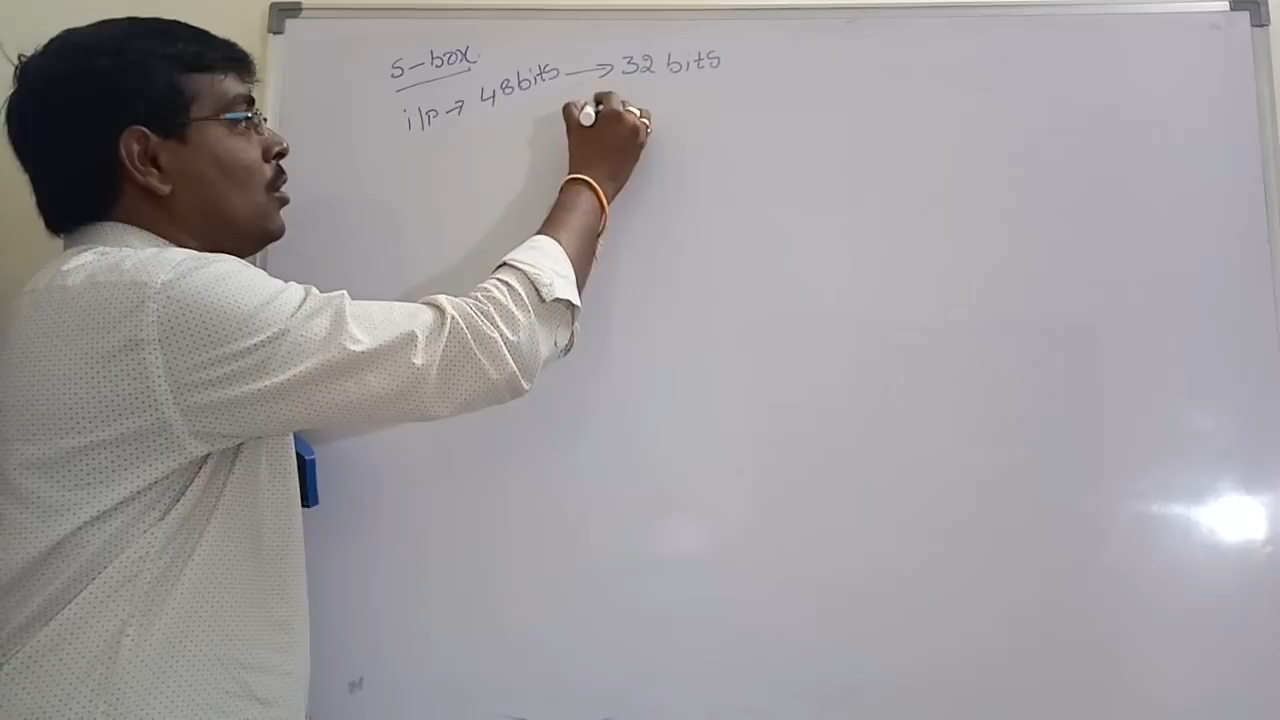 S-box
i/p → 48bits → 32 bits